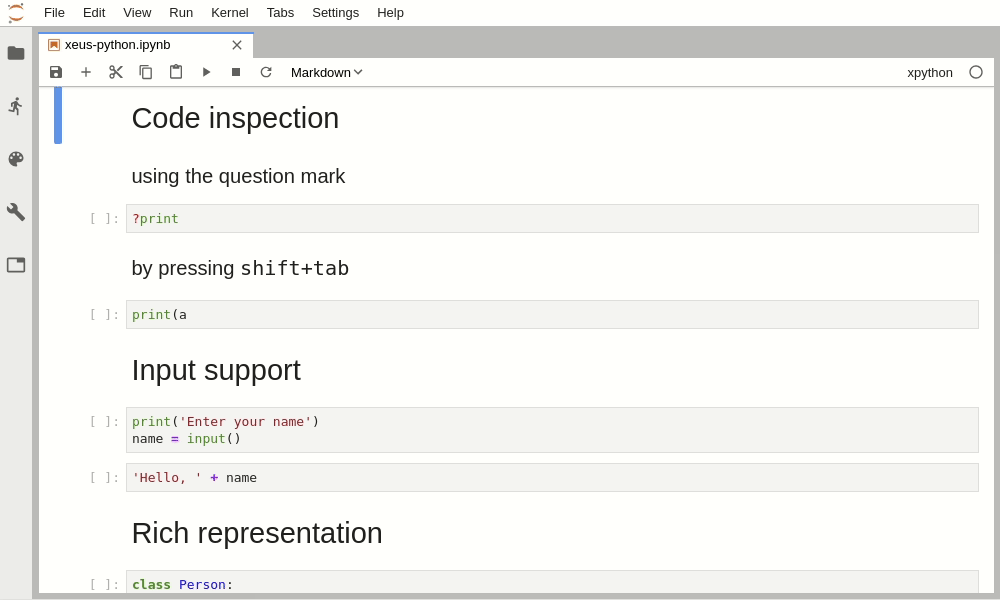 File Edit View Run Kernel Tabs Settings Help
xeus-python.ipynb
Markdown xpython
Code inspection
using the question mark
[ ]: ?print
by pressing shift+tab
[ ]: print(a
Input support
[ ]: print('Enter your name')
name = input()
[ ]: 'Hello, ' + name
Rich representation
[ ]: class Person: